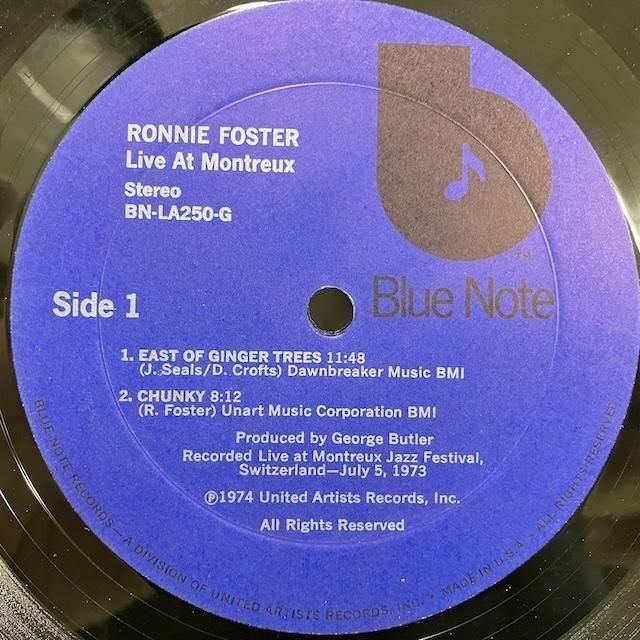 RONNIE FOSTER
Live At Montreux
Stereo
BN-LA250-G
TM
Blue Note
Side 1
1. EAST OF GINGER TREES 11:48
(J. Seals/D. Crofts) Dawnbreaker Music BMI
2. CHUNKY 8:12
(R. Foster) Unart Music Corporation BMI
Produced by George Butler
Recorded Live at Montreux Jazz Festival,
Switzerland—July 5, 1973
℗1974 United Artists Records, Inc.
All Rights Reserved
BLUE NOTE RECORDS—A DIVISION OF UNITED ARTISTS RECORDS, INC. • MADE IN U.S.A. • ALL RIGHTS RESERVED